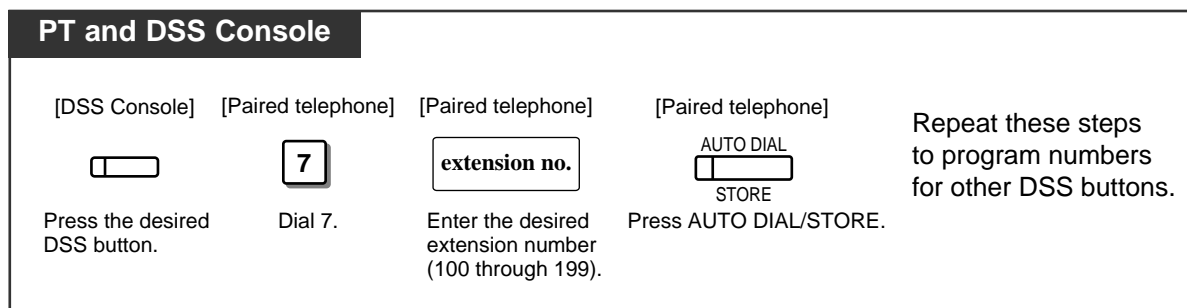 PT and DSS Console
[DSS Console] [Paired telephone] [Paired telephone] [Paired telephone]
7
extension no.
AUTO DIAL
STORE
Press the desired
DSS button.
Dial 7.
Enter the desired
extension number
(100 through 199).
Press AUTO DIAL/STORE.
Repeat these steps
to program numbers
for other DSS buttons.